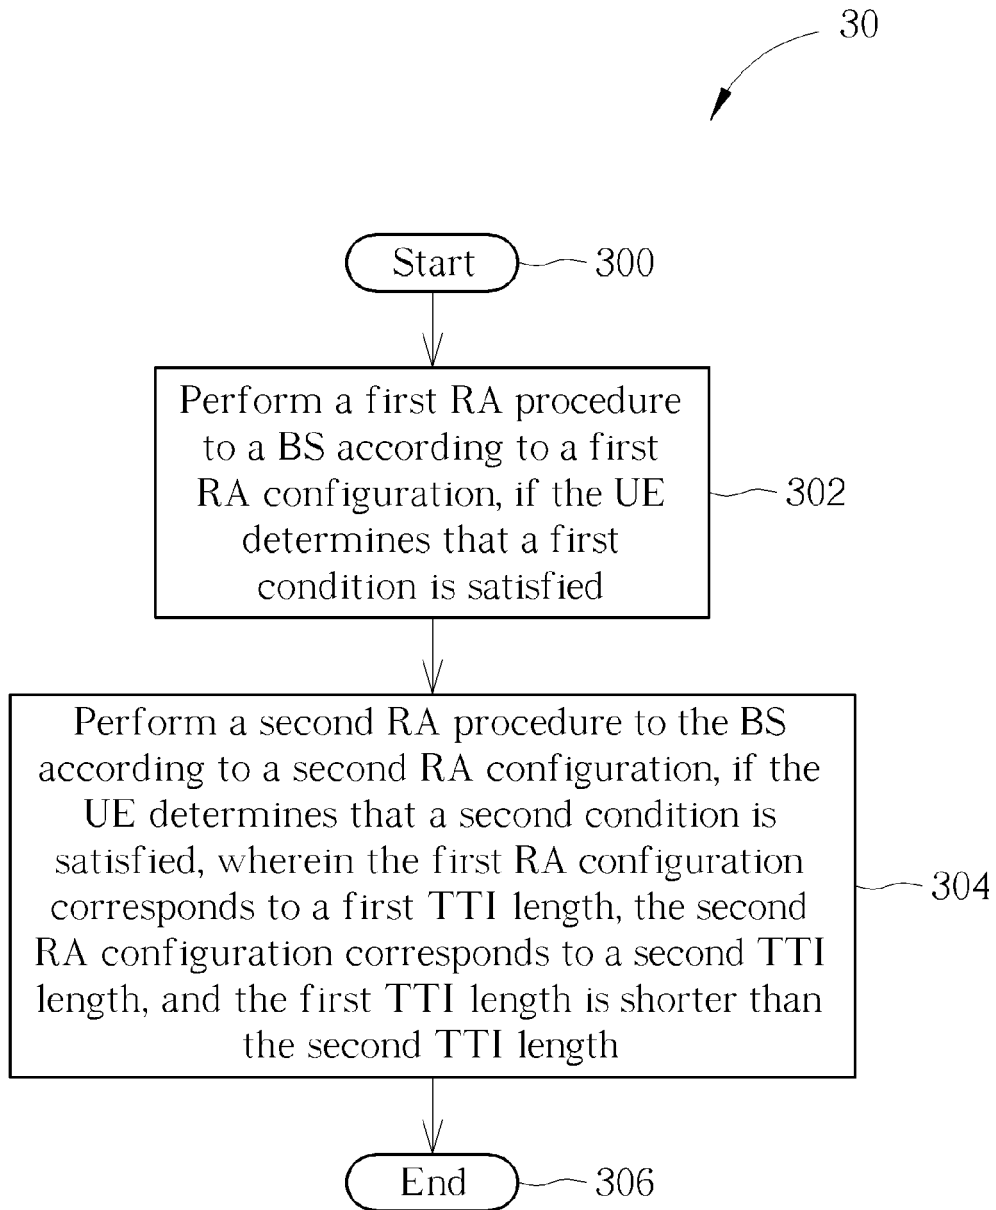 30
Start
300
Perform a first RA procedure
to a BS according to a first
RA configuration, if the UE
determines that a first
condition is satisfied
302
Perform a second RA procedure to the BS
according to a second RA configuration, if the
UE determines that a second condition is
satisfied, wherein the first RA configuration
corresponds to a first TTI length, the second
RA configuration corresponds to a second TTI
length, and the first TTI length is shorter than
the second TTI length
304
End
306